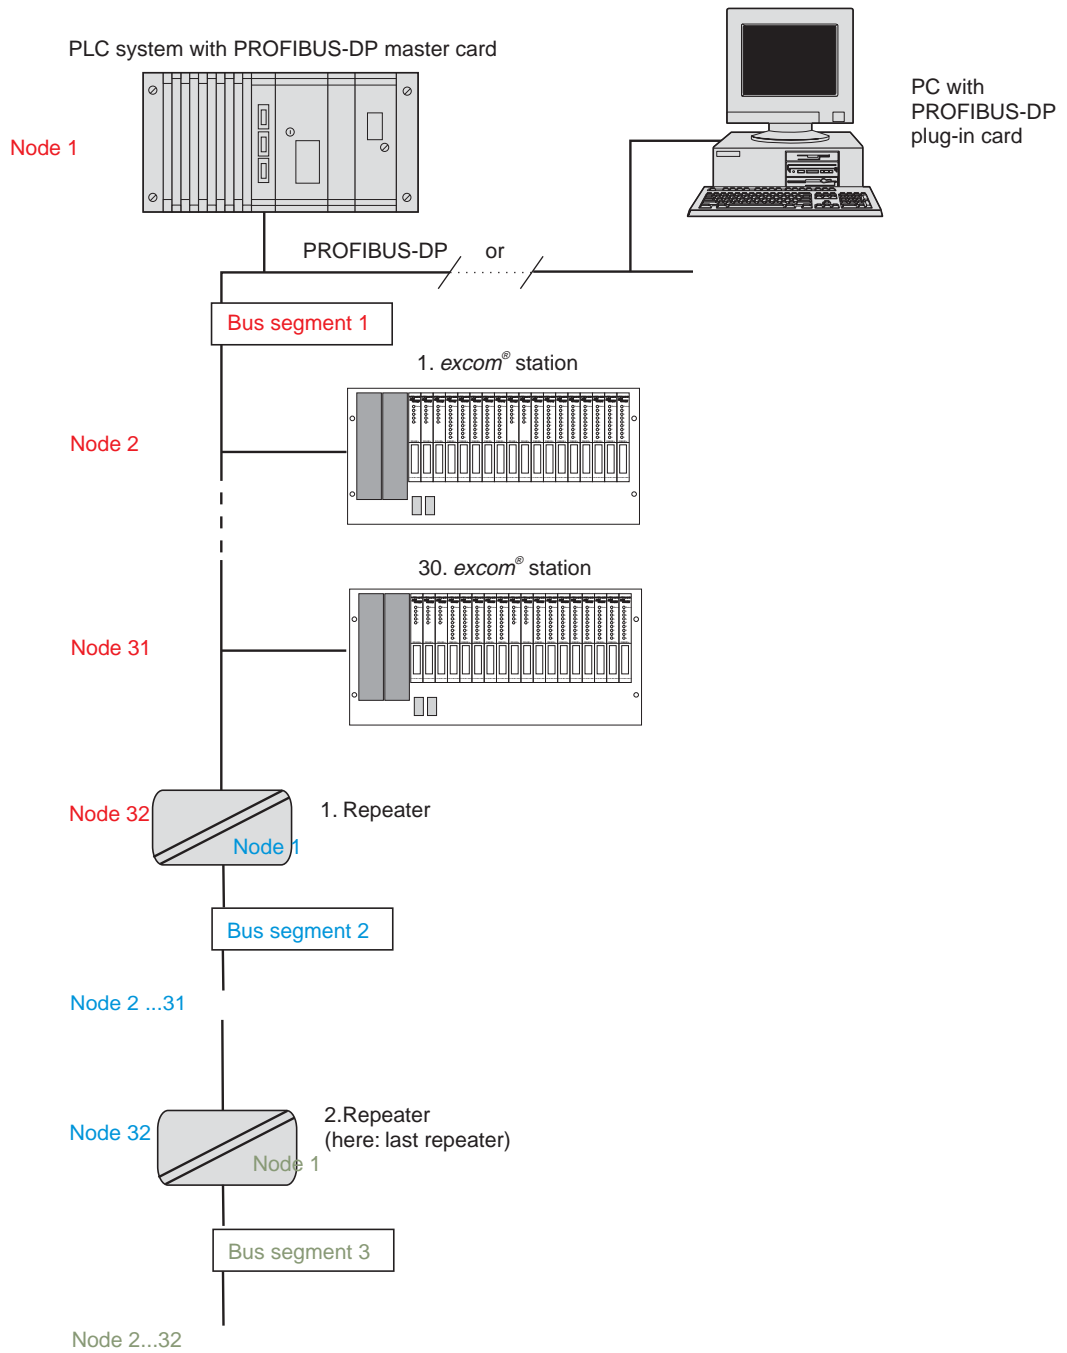 PLC system with PROFIBUS-DP master card
PC with
PROFIBUS-DP
plug-in card
Node 1
PROFIBUS-DP or
Bus segment 1
1. excom® station
Node 2
30. excom® station
Node 31
Node 32
1. Repeater
Node 1
Bus segment 2
Node 2 ...31
2.Repeater
(here: last repeater)
Node 32
Node 1
Bus segment 3
Node 2...32